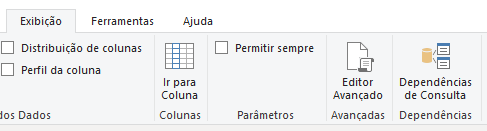 Exibição Ferramentas Ajuda
Distribuição de colunas
Perfil da coluna
Ir para
Coluna
Permitir sempre
Editor
Avançado
Dependências
de Consulta
dos Dados Colunas Parâmetros Avançadas Dependências